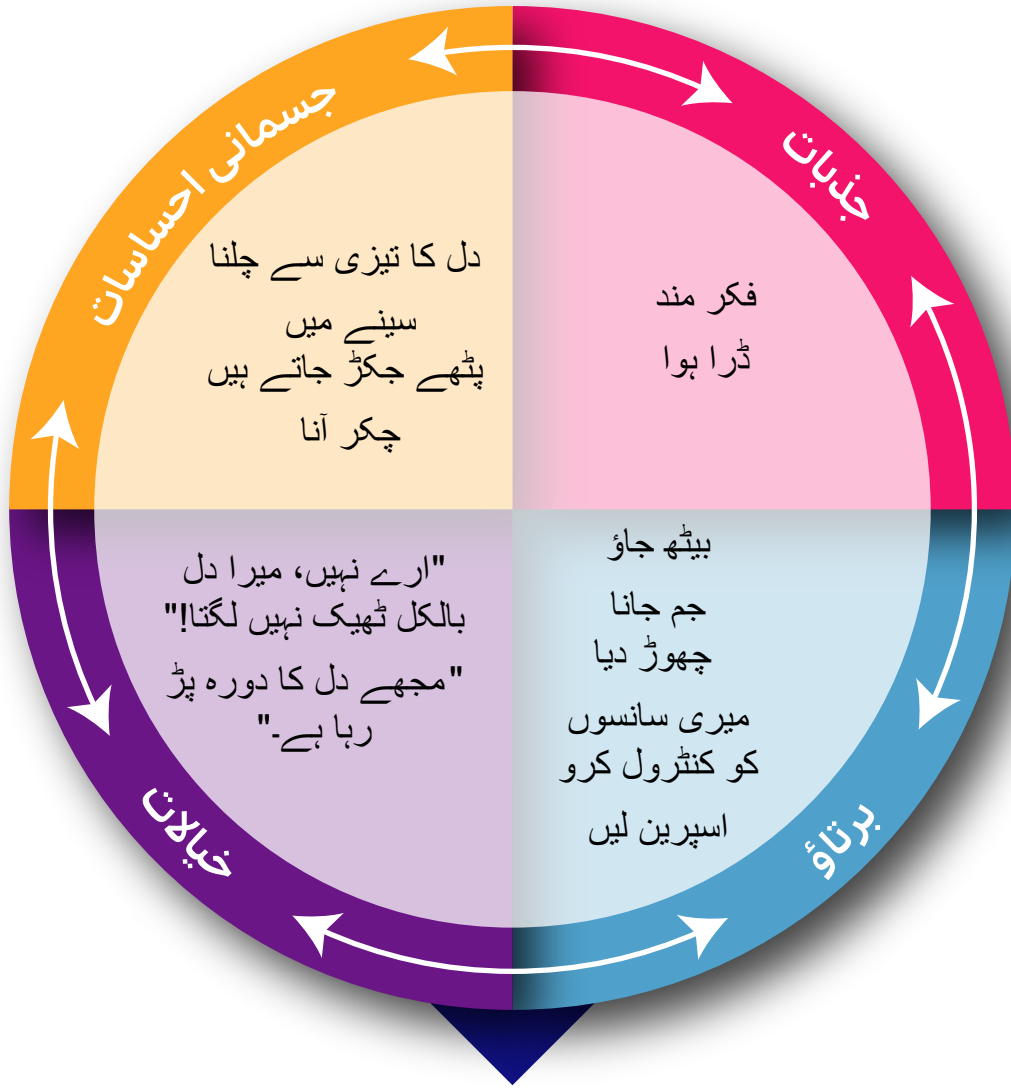 جذبات
فکر مند
ڈرا ہوا
جسمانی احساسات
دل کا تیزی سے چلنا
سینے میں
پٹھے جکڑ جاتے ہیں
چکر آنا
برتاؤ
بیٹھ جاؤ
جم جانا
چھوڑ دیا
میری سانسوں
کو کنٹرول کرو
اسپرین لیں
خیالات
"ارے نہیں، میرا دل
بالکل ٹھیک نہیں لگتا!"
"مجھے دل کا دورہ پڑ
رہا ہے۔"